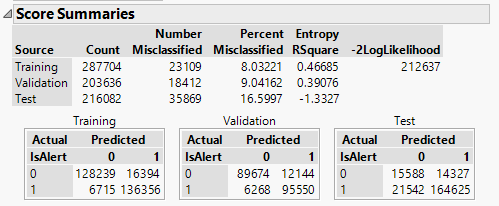 Score Summaries
Number Percent Entropy
Source Count Misclassified Misclassified RSquare -2LogLikelihood
Training 287704 23109 8.03221 0.46685 212637
Validation 203636 18412 9.04162 0.39076
Test 216082 35869 16.5997 -1.3327
Training Validation Test
Actual Predicted Actual Predicted Actual Predicted
IsAlert 0 1 IsAlert 0 1 IsAlert 0 1
0 128239 16394 0 89674 12144 0 15588 14327
1 6715 136356 1 6268 95550 1 21542 164625